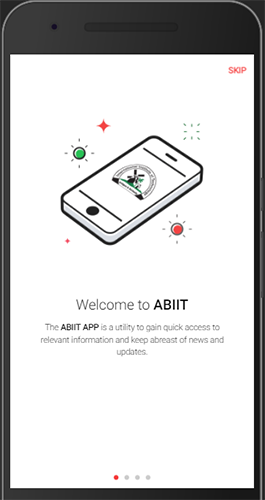 SKIP
Welcome to ABIIT
The ABIIT APP is a utility to gain quick access to
relevant information and keep abreast of news and
updates.